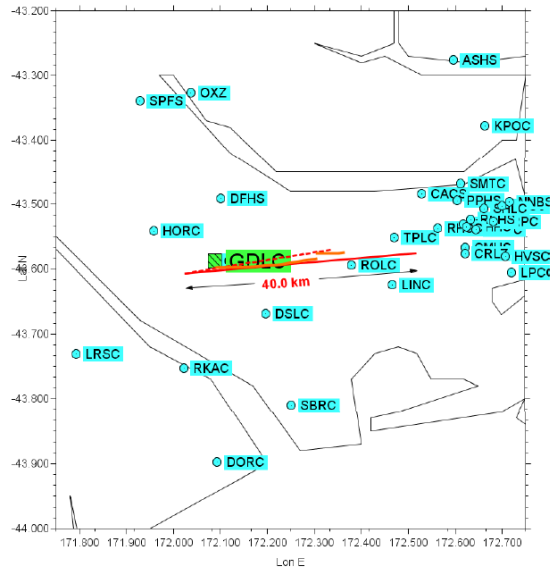 -43.200
-43.300
-43.400
-43.500
-43.600
-43.700
-43.800
-43.900
-44.000
ASHS
OXZ
SPFS
KPOC
SMTC
CACS
PPHS
NNBS
DFHS
HORC
TPLC
HVSC
GDLC
ROLC
CRLZ
LPCC
40.0 km
LINC
DSLC
LRSC
RKAC
SBRC
DORC
171.800
171.900
172.000
172.100
172.200
172.300
172.400
172.500
172.600
172.700
Lon E